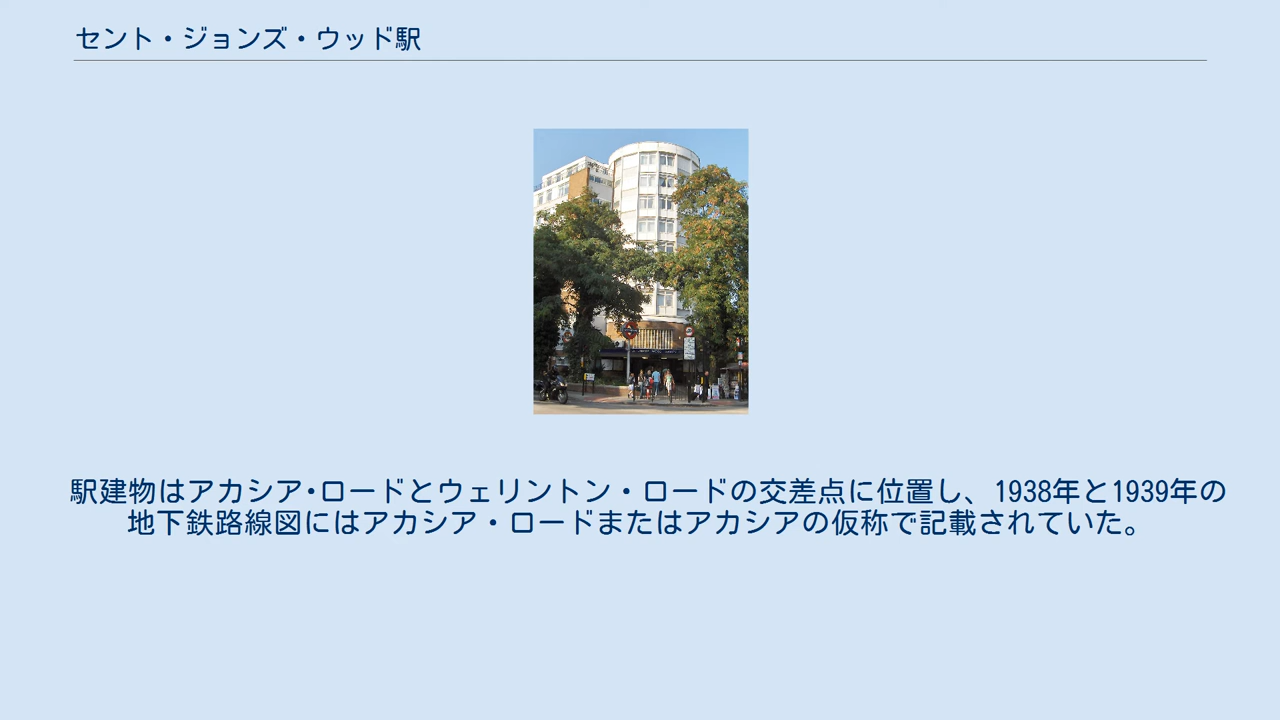 セント・ジョンズ・ウッド駅
駅建物はアカシア・ロードとウェリントン・ロードの交差点に位置し、1938年と1939年の
地下鉄路線図にはアカシア・ロードまたはアカシアの仮称で記載されていた。